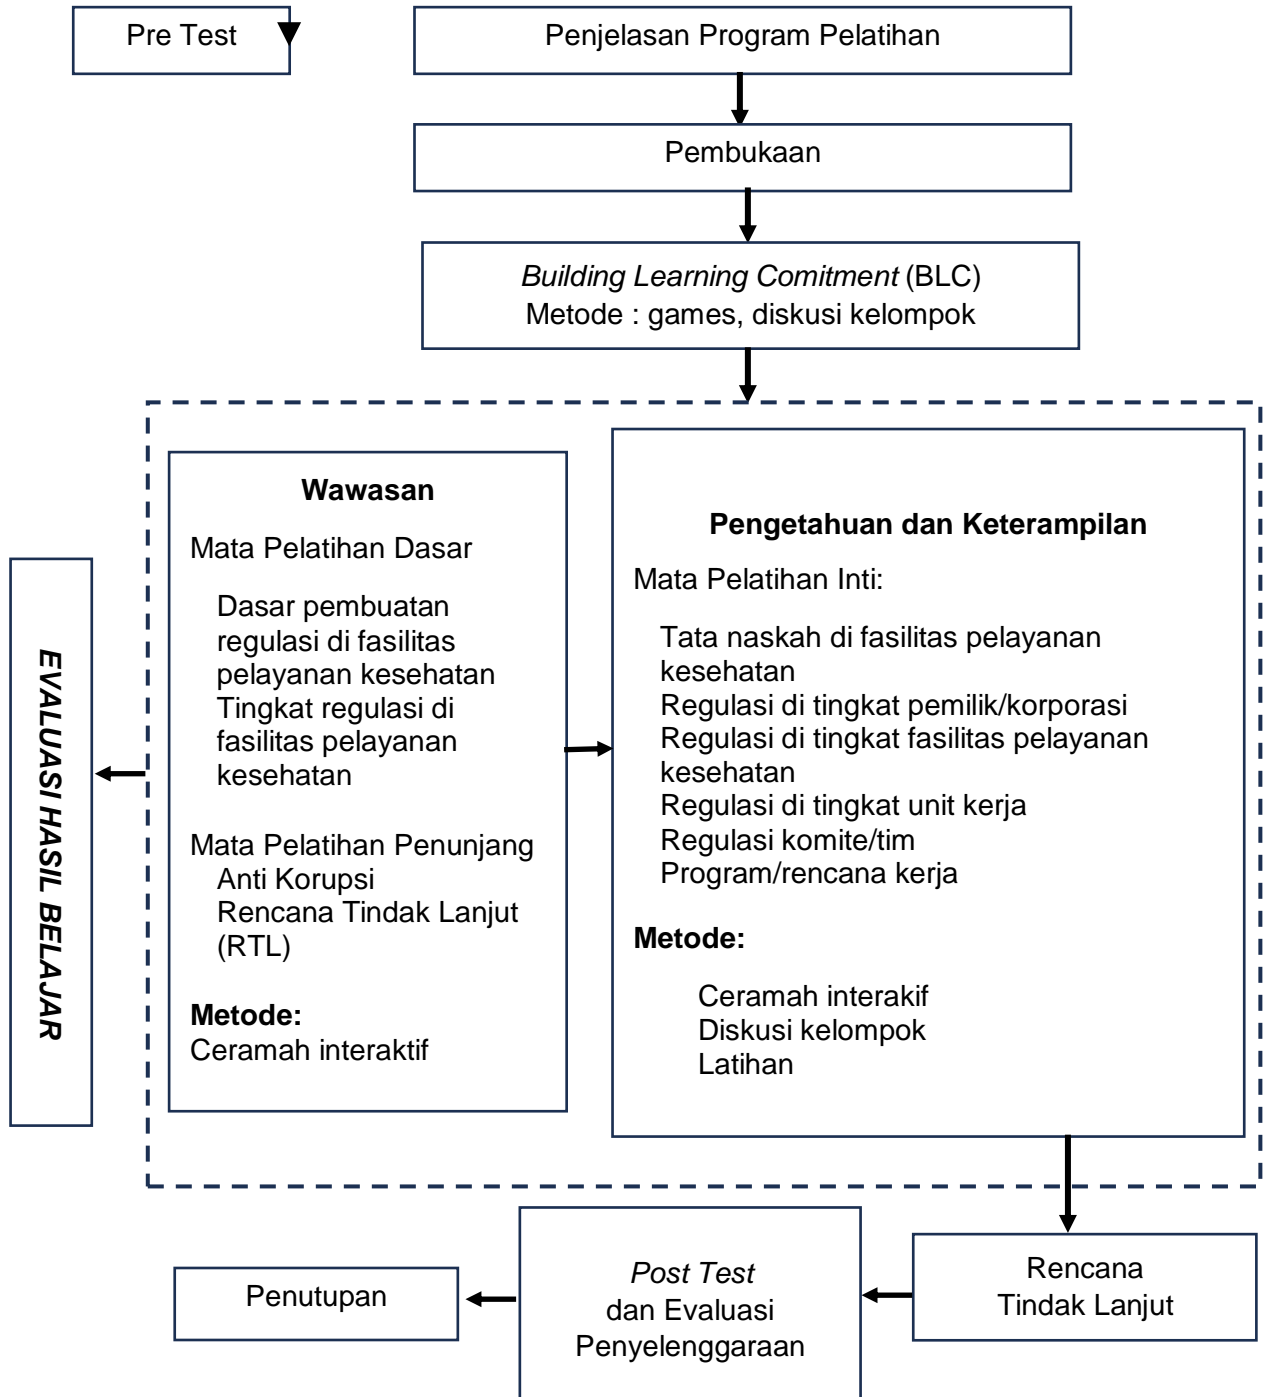 Pre Test
Penjelasan Program Pelatihan
Pembukaan
Building Learning Comitment (BLC)
Metode : games, diskusi kelompok
EVALUASI HASIL BELAJAR
Wawasan
Mata Pelatihan Dasar
Dasar pembuatan
regulasi di fasilitas
pelayanan kesehatan
Tingkat regulasi di
fasilitas pelayanan
kesehatan
Mata Pelatihan Penunjang
Anti Korupsi
Rencana Tindak Lanjut
(RTL)
Metode:
Ceramah interaktif
Pengetahuan dan Keterampilan
Mata Pelatihan Inti:
Tata naskah di fasilitas pelayanan
kesehatan
Regulasi di tingkat pemilik/korporasi
Regulasi di tingkat fasilitas pelayanan
kesehatan
Regulasi di tingkat unit kerja
Regulasi komite/tim
Program/rencana kerja
Metode:
Ceramah interakif
Diskusi kelompok
Latihan
Rencana
Tindak Lanjut
Post Test
dan Evaluasi
Penyelenggaraan
Penutupan